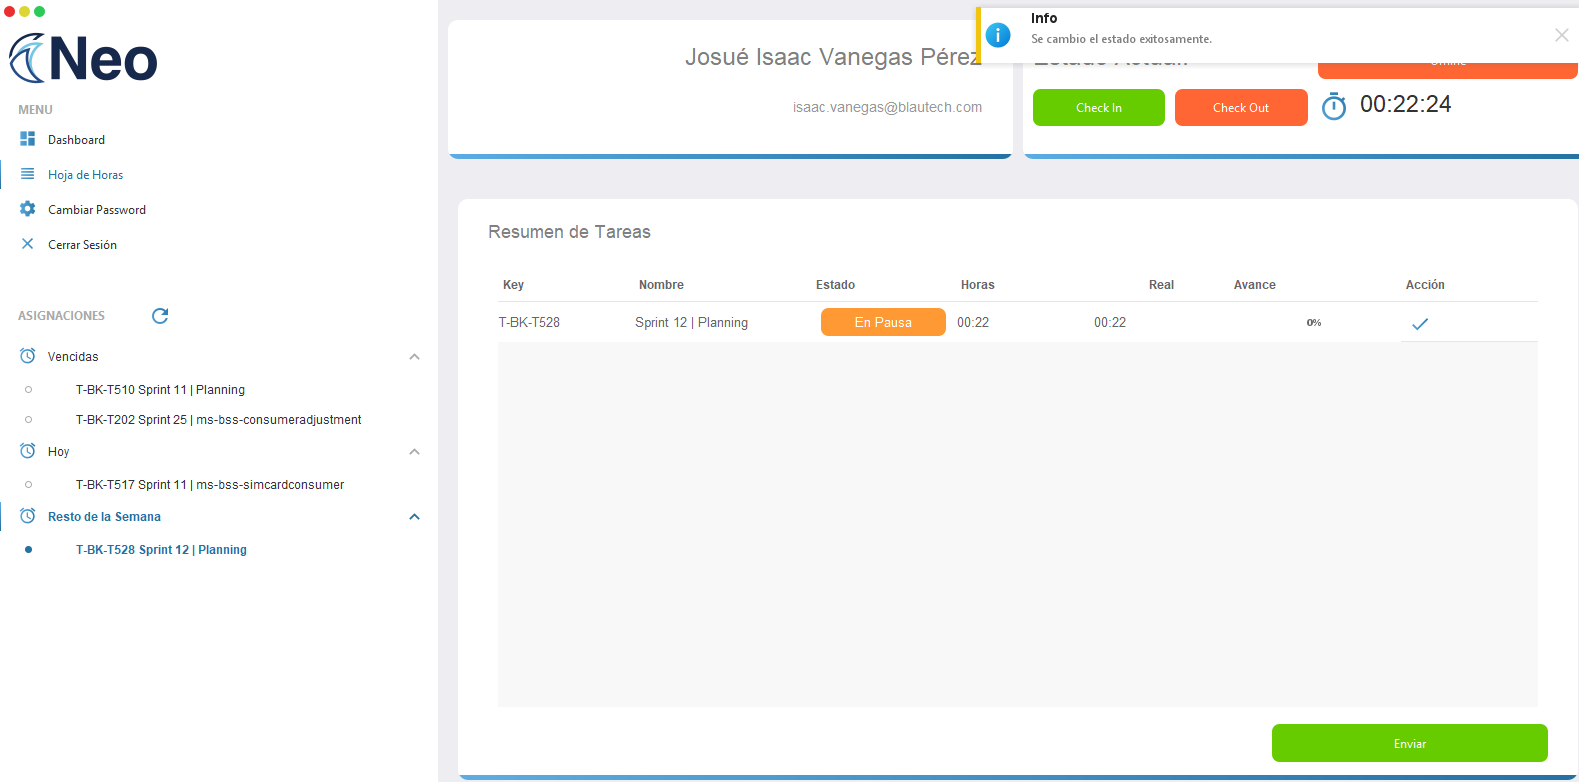 Neo
MENU
Dashboard
Hoja de Horas
Cambiar Password
Cerrar Sesión
ASIGNACIONES
Vencidas
T-BK-T510 Sprint 11 | Planning
T-BK-T202 Sprint 25 | ms-bss-consumeradjustment
Hoy
T-BK-T517 Sprint 11 | ms-bss-simcardconsumer
Resto de la Semana
T-BK-T528 Sprint 12 | Planning
Josué Isaac Vanegas Pérez
isaac.vanegas@blautech.com
Info
Se cambio el estado exitosamente.
Estado Actual:
Offline
Check In
Check Out
00:22:24
Resumen de Tareas
Key Nombre Estado Horas Real Avance Acción
T-BK-T528 Sprint 12 | Planning En Pausa 00:22 00:22 0%
Enviar